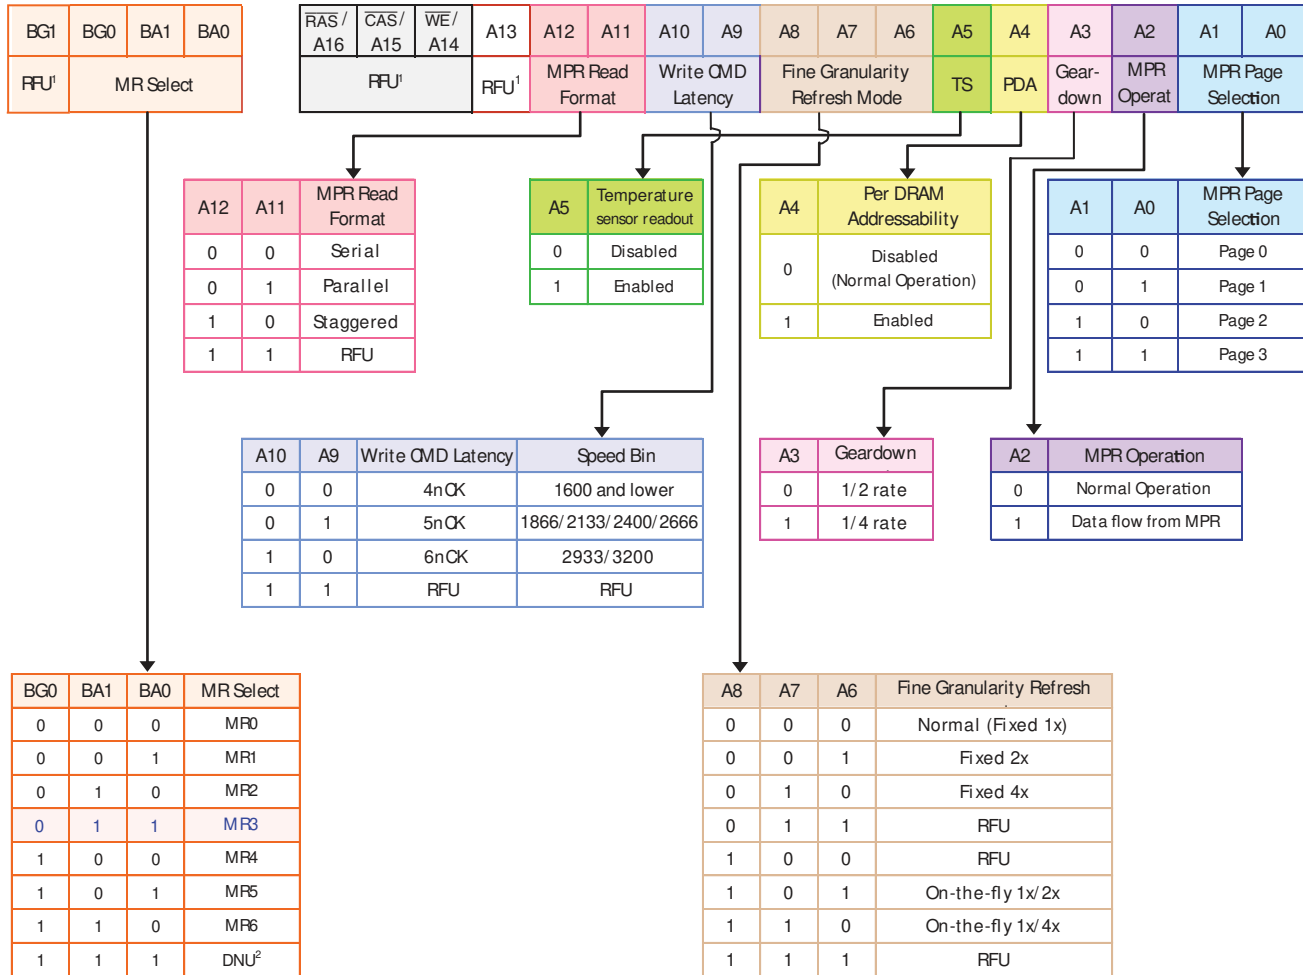 BG1 BG0 BA1 BA0 RAS/ A16 CAS/ A15 WE/ A14 A13 A12 A11 A10 A9 A8 A7 A6 A5 A4 A3 A2 A1 A0
RFU¹ MR Select RFU¹ RFU¹ MPR Read Format Write CMD Latency Fine Granularity Refresh Mode TS PDA Gear-down MPR Operat MPR Page Selection
A12 A11 MPR Read Format
0 0 Serial
0 1 Parallel
1 0 Staggered
1 1 RFU
A5 Temperature sensor readout
0 Disabled
1 Enabled
A4 Per DRAM Addressability
0 Disabled (Normal Operation)
1 Enabled
A1 A0 MPR Page Selection
0 0 Page 0
0 1 Page 1
1 0 Page 2
1 1 Page 3
A10 A9 Write CMD Latency Speed Bin
0 0 4nCK 1600 and lower
0 1 5nCK 1866/2133/2400/2666
1 0 6nCK 2933/3200
1 1 RFU RFU
A3 Geardown
0 1/2 rate
1 1/4 rate
A2 MPR Operation
0 Normal Operation
1 Data flow from MPR
BG0 BA1 BA0 MR Select
0 0 0 MR0
0 0 1 MR1
0 1 0 MR2
0 1 1 MR3
1 0 0 MR4
1 0 1 MR5
1 1 0 MR6
1 1 1 DNU²
A8 A7 A6 Fine Granularity Refresh
0 0 0 Normal (Fixed 1x)
0 0 1 Fixed 2x
0 1 0 Fixed 4x
0 1 1 RFU
1 0 0 RFU
1 0 1 On-the-fly 1x/2x
1 1 0 On-the-fly 1x/4x
1 1 1 RFU